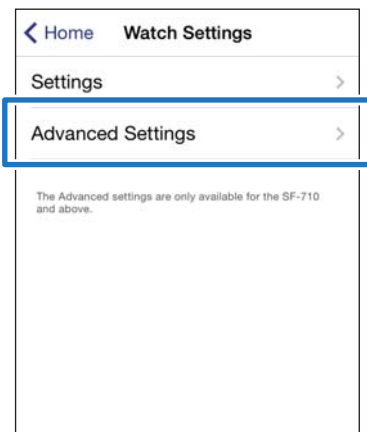 Home Watch Settings
Settings
Advanced Settings
The Advanced settings are only available for the SF-710
and above.